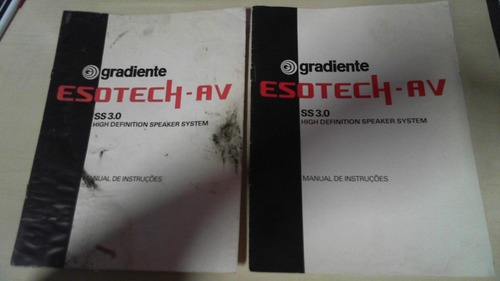 gradiente
ESOTECH-AV
SS 3.0
HIGH DEFINITION SPEAKER SYSTEM
MANUAL DE INSTRUÇÕES
gradiente
ESOTECH-AV
SS 3.0
HIGH DEFINITION SPEAKER SYSTEM
MANUAL DE INSTRUÇÕES